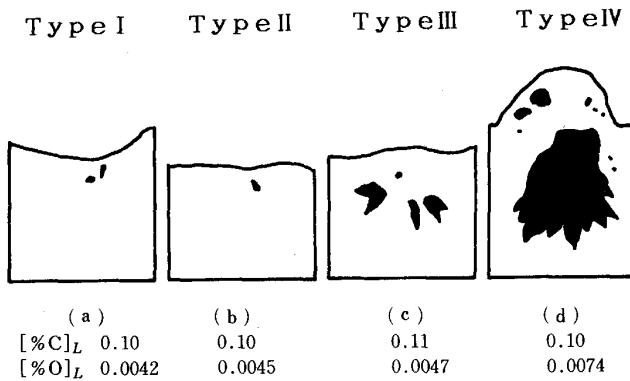 Type I Type II Type III Type IV
(a) (b) (c) (d)
[%C]L 0.10 0.10 0.11 0.10
[%O]L 0.0042 0.0045 0.0047 0.0074